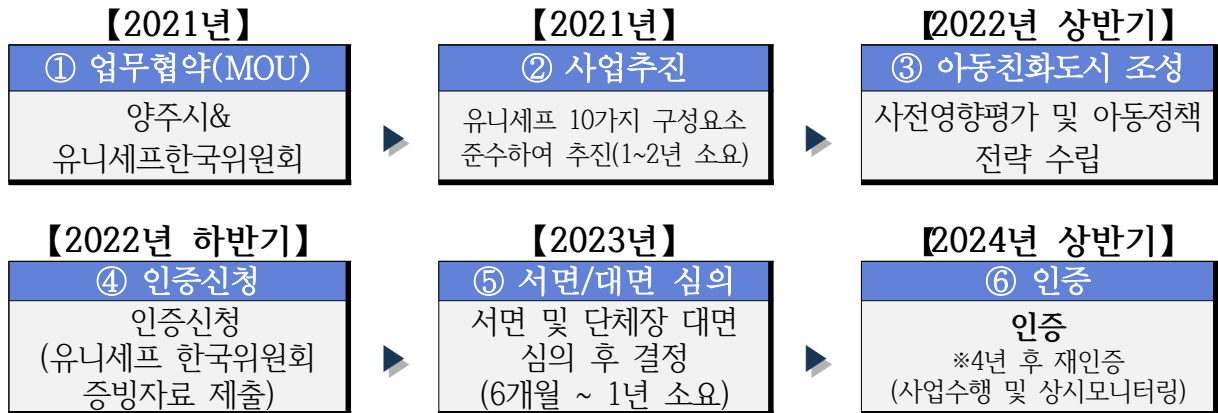 【2021년】
① 업무협약(MOU)
양주시&
유니세프한국위원회
【2021년】
② 사업추진
유니세프 10가지 구성요소
준수하여 추진(1~2년 소요)
【2022년 상반기】
③ 아동친화도시 조성
사전영향평가 및 아동정책
전략 수립
【2022년 하반기】
④ 인증신청
인증신청
(유니세프 한국위원회
증빙자료 제출)
【2023년】
⑤ 서면/대면 심의
서면 및 단체장 대면
심의 후 결정
(6개월 ~ 1년 소요)
【2024년 상반기】
⑥ 인증
인증
※4년 후 재인증
(사업수행 및 상시모니터링)